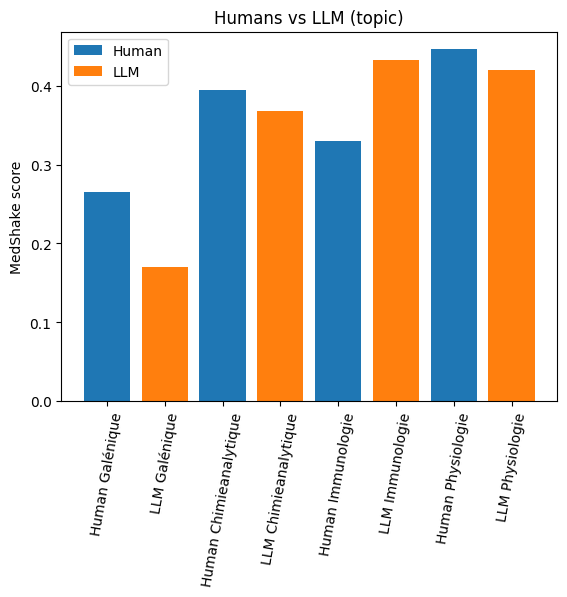 Humans vs LLM (topic)
Human
LLM
MedShake score
0.4
0.3
0.2
0.1
0.0
Human Galénique
LLM Galénique
Human Chimieanalytique
LLM Chimieanalytique
Human Immunologie
LLM Immunologie
Human Physiologie
LLM Physiologie